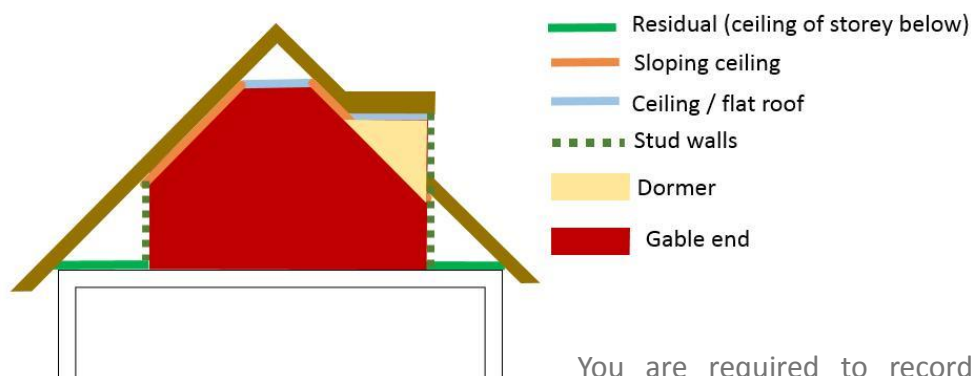 Residual (ceiling of storey below)
Sloping ceiling
Ceiling / flat roof
Stud walls
Dormer
Gable end
You are required to record